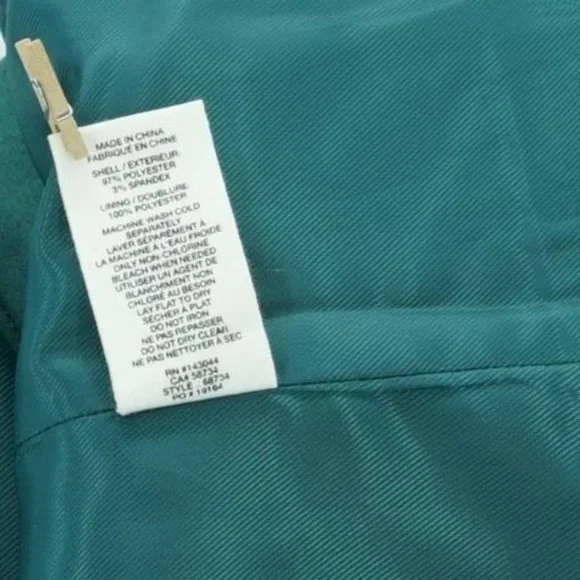 MADE IN CHINA
FABRIQUÉ EN CHINE
SHELL / EXTERIEUR:
97% POLYESTER
3% SPANDEX
LINING / DOUBLURE
100% POLYESTER
MACHINE WASH COLD
SEPARATELY
LAVER SÉPARÉMENT À
LA MACHINE À L'EAU FROIDE
ONLY NON-CHLORINE
BLEACH WHEN NEEDED
UTILISER UN AGENT DE
BLANCHIMENT NON
CHLORÉ AU BESOIN
LAY FLAT TO DRY
SÉCHER À PLAT
DO NOT IRON
NE PAS REPASSER
DO NOT DRY CLEAN
NE PAS NETTOYER À SEC
RN #143044
CA# 58734
STYLE : 68734
PO # 19164